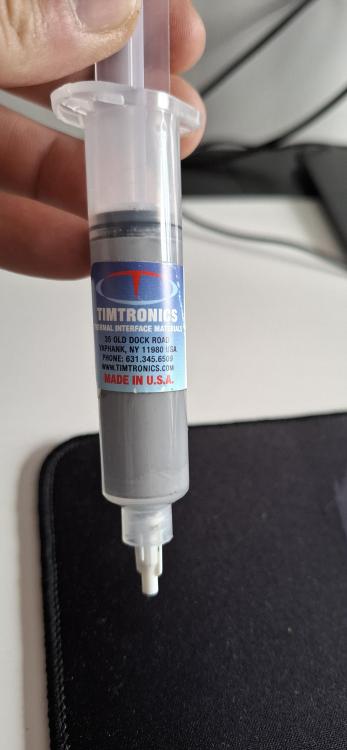 TIMTRONICS
THERMAL INTERFACE MATERIALS
35 OLD DOCK ROAD
YAPHANK, NY 11980 USA
PHONE: 631.345.6509
WWW.TIMTRONICS.COM
MADE IN U.S.A.